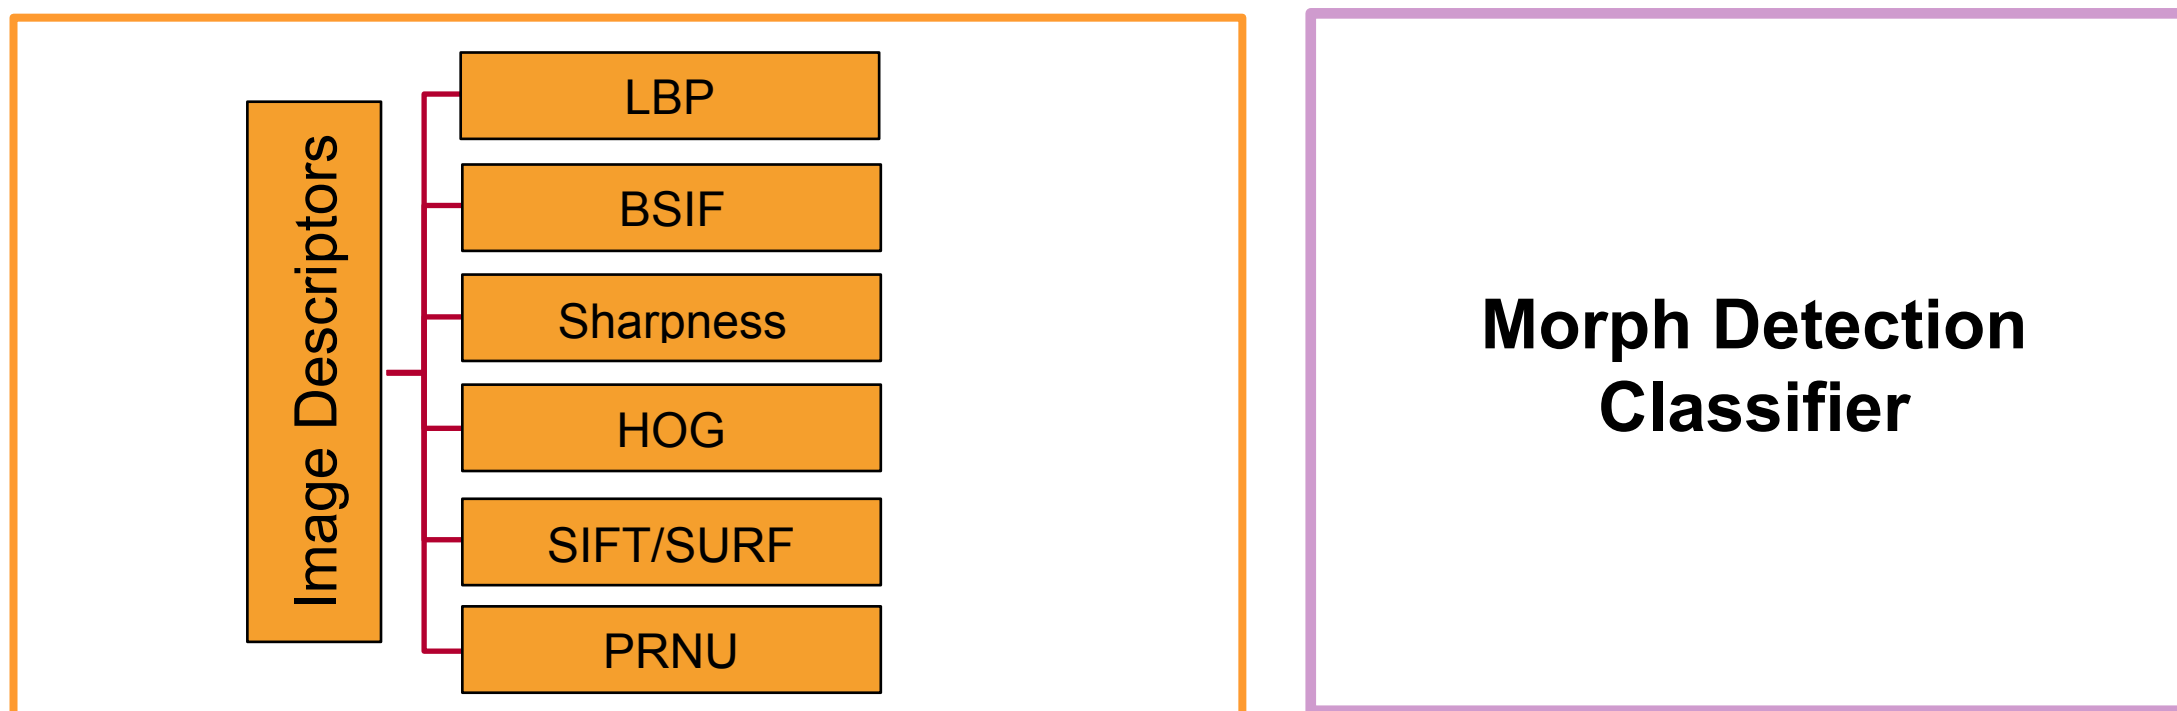 Image Descriptors
LBP
BSIF
Sharpness
HOG
SIFT/SURF
PRNU
Morph Detection
Classifier